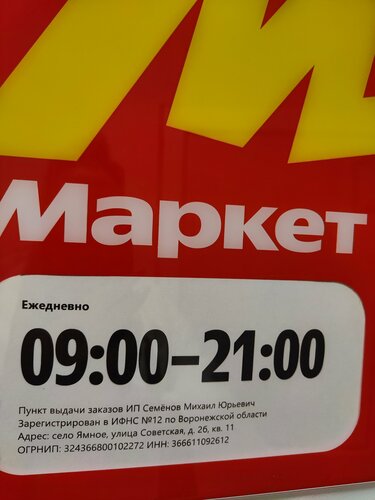 Маркет
Ежедневно
09:00–21:00
Пункт выдачи заказов ИП Семёнов Михаил Юрьевич
Зарегистрирован в ИФНС №12 по Воронежской области
Адрес: село Ямное, улица Советская, д. 26, кв. 11
ОГРНИП: 324366800102272 ИНН: 366611092612